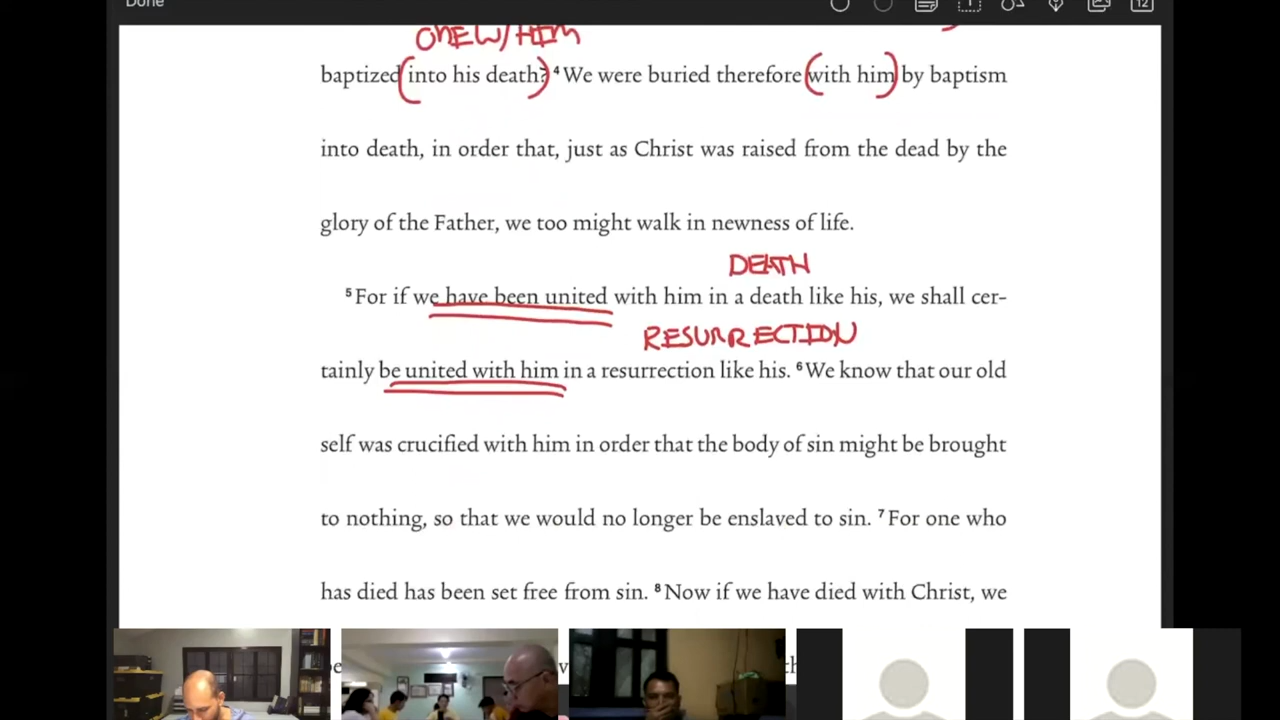 Done
12
ONE W/ HIM
baptized (into his death?) ⁴ We were buried therefore (with him) by baptism
into death, in order that, just as Christ was raised from the dead by the
glory of the Father, we too might walk in newness of life.
DEATH
⁵ For if we have been united with him in a death like his, we shall cer-
RESURRECTION
tainly be united with him in a resurrection like his. ⁶ We know that our old
self was crucified with him in order that the body of sin might be brought
to nothing, so that we would no longer be enslaved to sin. ⁷ For one who
has died has been set free from sin. ⁸ Now if we have died with Christ, we